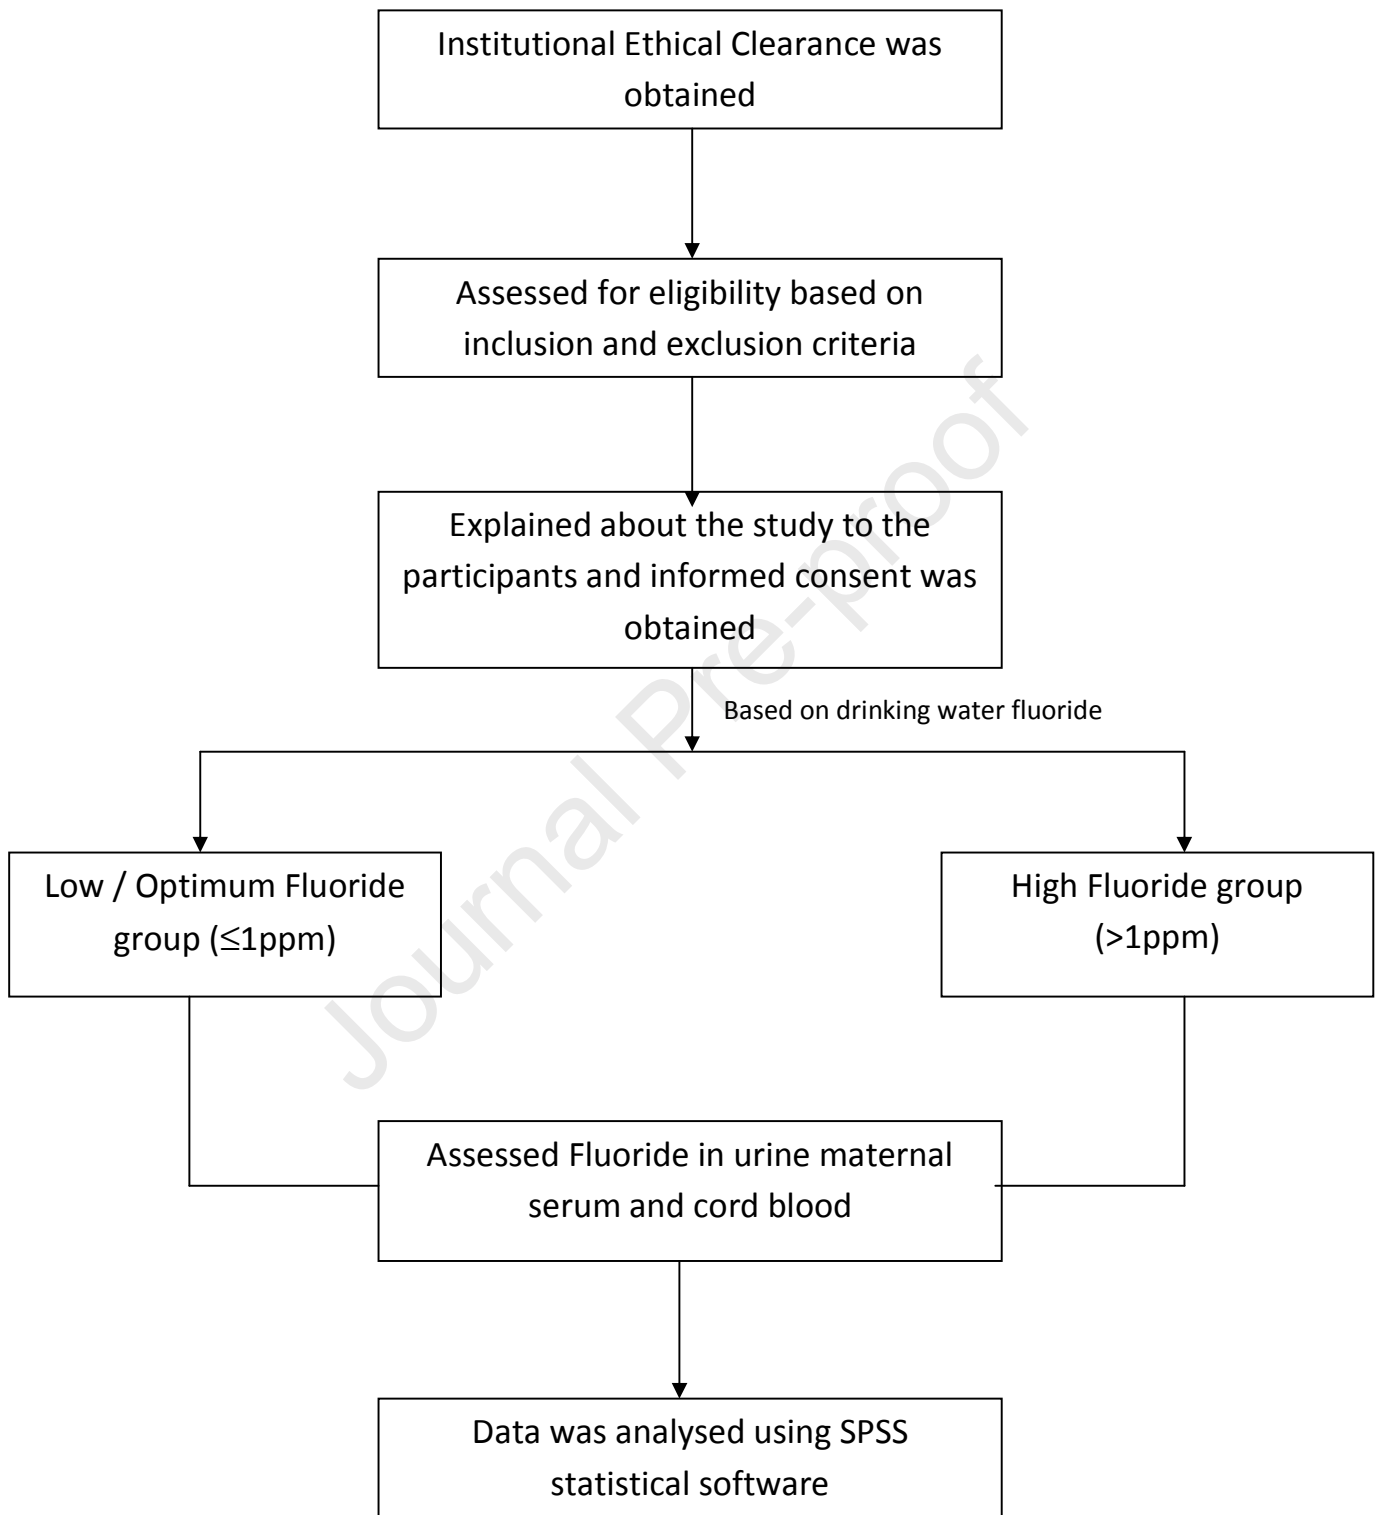 Institutional Ethical Clearance was
obtained
Assessed for eligibility based on
inclusion and exclusion criteria
Explained about the study to the
participants and informed consent was
obtained
Based on drinking water fluoride
Low / Optimum Fluoride
group (≤1ppm)
High Fluoride group
(>1ppm)
Assessed Fluoride in urine maternal
serum and cord blood
Data was analysed using SPSS
statistical software
Journal Pre-proof